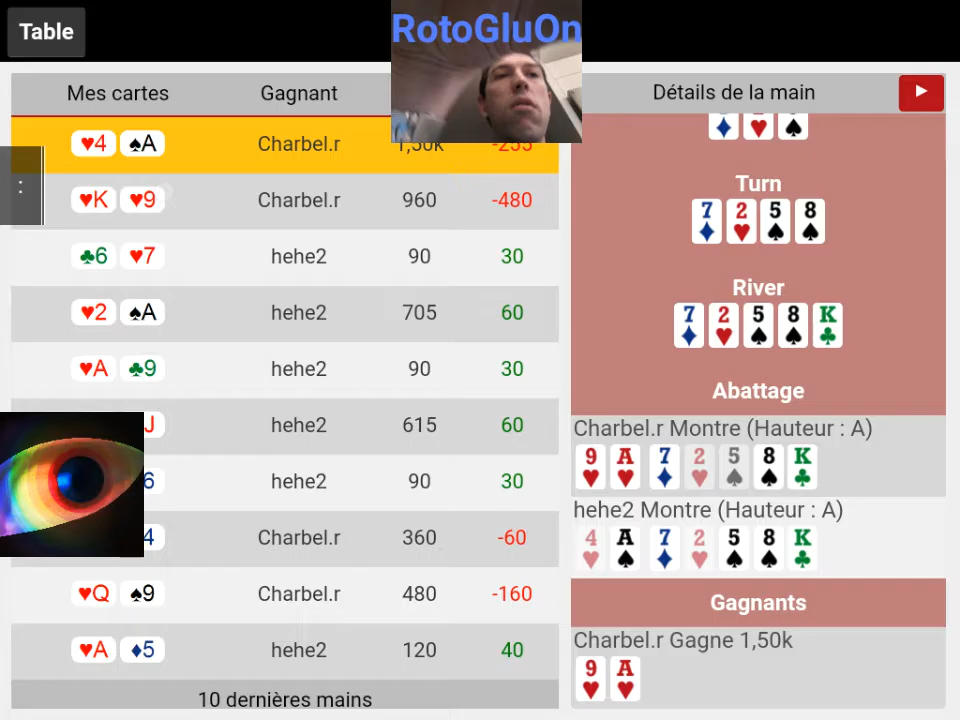 Table
RotoGluOn
Mes cartes Gagnant
♥4 ♠A Charbel.r 1,50k -255
:
♥K ♥9 Charbel.r 960 -480
♣6 ♥7 hehe2 90 30
♥2 ♠A hehe2 705 60
♥A ♣9 hehe2 90 30
J hehe2 615 60
6 hehe2 90 30
4 Charbel.r 360 -60
♥Q ♠9 Charbel.r 480 -160
♥A ♦5 hehe2 120 40
10 dernières mains
Détails de la main
Turn
7 2 5 8
River
7 2 5 8 K
Abattage
Charbel.r Montre (Hauteur : A)
9 A 7 2 5 8 K
hehe2 Montre (Hauteur : A)
4 A 7 2 5 8 K
Gagnants
Charbel.r Gagne 1,50k
9 A